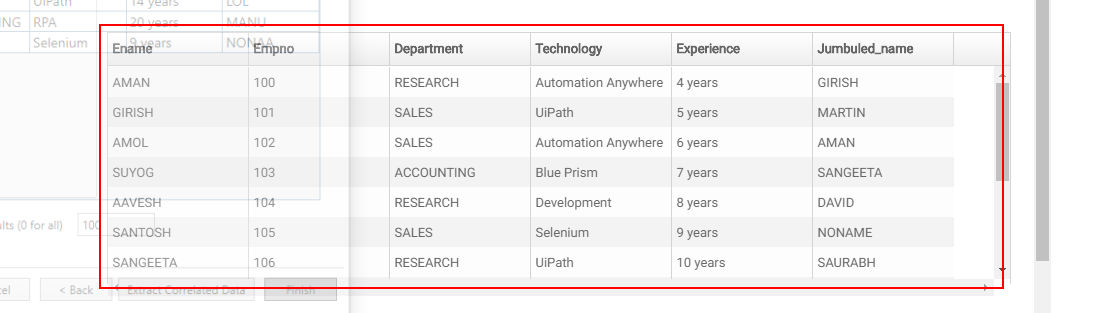 UiPath 14 years LOL
NG RPA 20 years MANU
Selenium 9 years NONAA
Ename Empno Department Technology Experience Jumbuled_name
AMAN 100 RESEARCH Automation Anywhere 4 years GIRISH
GIRISH 101 SALES UiPath 5 years MARTIN
AMOL 102 SALES Automation Anywhere 6 years AMAN
SUYOG 103 ACCOUNTING Blue Prism 7 years SANGEETA
AAVESH 104 RESEARCH Development 8 years DAVID
ults (0 for all) 100
SANTOSH 105 SALES Selenium 9 years NONAME
SANGEETA 106 RESEARCH UiPath 10 years SAURABH
cel < Back Extract Correlated Data Finish